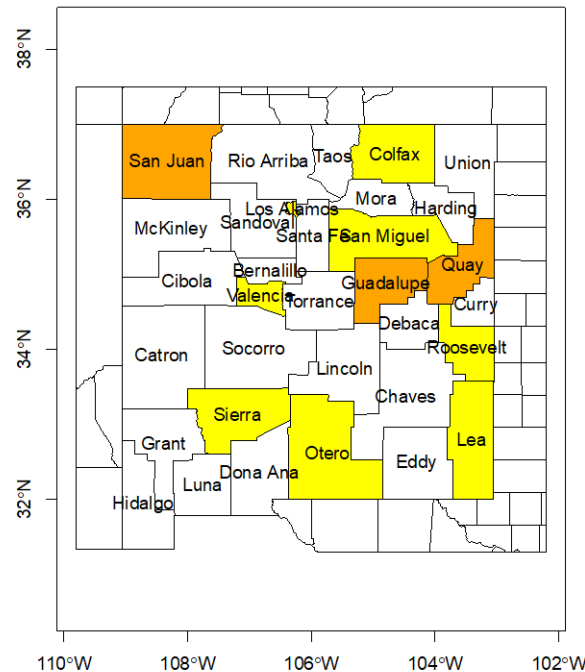 38°N
36°N
34°N
32°N
San Juan
Rio Arriba
Taos
Colfax
Union
Mora
Harding
Los Alamos
Sandoval
McKinley
Santa Fe
San Miguel
Bernalillo
Quay
Cibola
Guadalupe
Valencia
Torrance
Curry
Debaca
Roosevelt
Catron
Socorro
Lincoln
Chaves
Sierra
Grant
Otero
Lea
Dona Ana
Eddy
Luna
Hidalgo
110°W 108°W 106°W 104°W 102°W